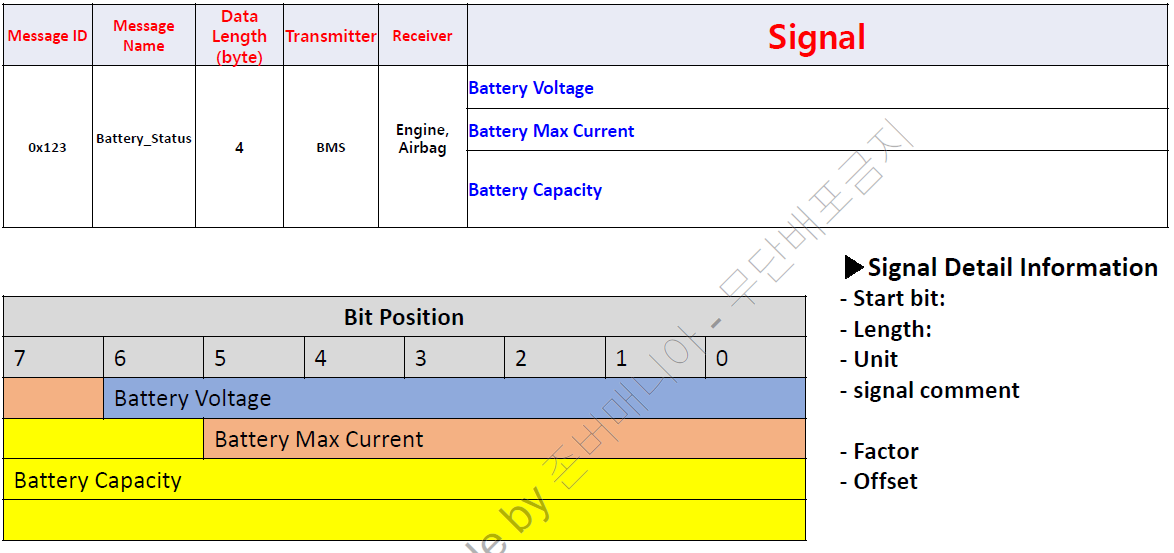 Message ID
Message
Name
Data
Length
(byte)
Transmitter
Receiver
Signal
0x123
Battery_Status
4
BMS
Engine,
Airbag
Battery Voltage
Battery Max Current
Battery Capacity
▶Signal Detail Information
- Start bit:
- Length:
- Unit
- signal comment
- Factor
- Offset
Bit Position
7 6 5 4 3 2 1 0
Battery Voltage
Battery Max Current
Battery Capacity
by 존버매니아 - 무단배포금지